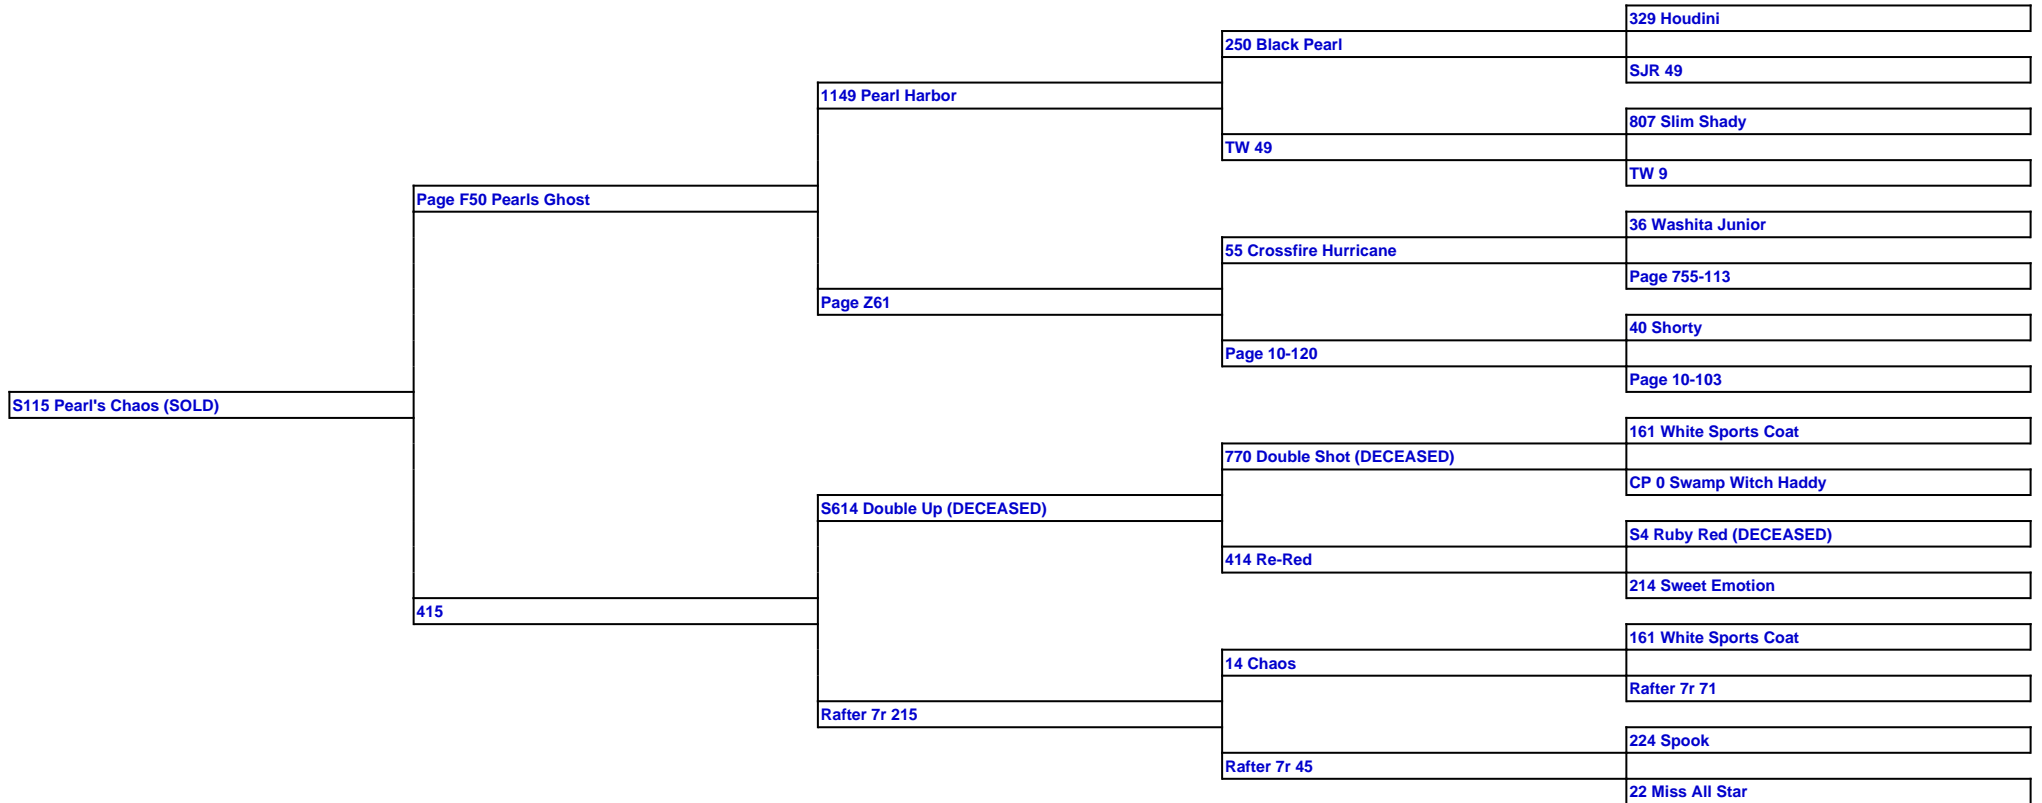 329 Houdini
250 Black Pearl
SJR 49
1149 Pearl Harbor
807 Slim Shady
TW 49
TW 9
Page F50 Pearls Ghost
36 Washita Junior
55 Crossfire Hurricane
Page 755-113
Page Z61
40 Shorty
Page 10-120
Page 10-103
S115 Pearl's Chaos (SOLD)
161 White Sports Coat
770 Double Shot (DECEASED)
CP 0 Swamp Witch Haddy
S614 Double Up (DECEASED)
S4 Ruby Red (DECEASED)
414 Re-Red
214 Sweet Emotion
415
161 White Sports Coat
14 Chaos
Rafter 7r 71
Rafter 7r 215
224 Spook
Rafter 7r 45
22 Miss All Star